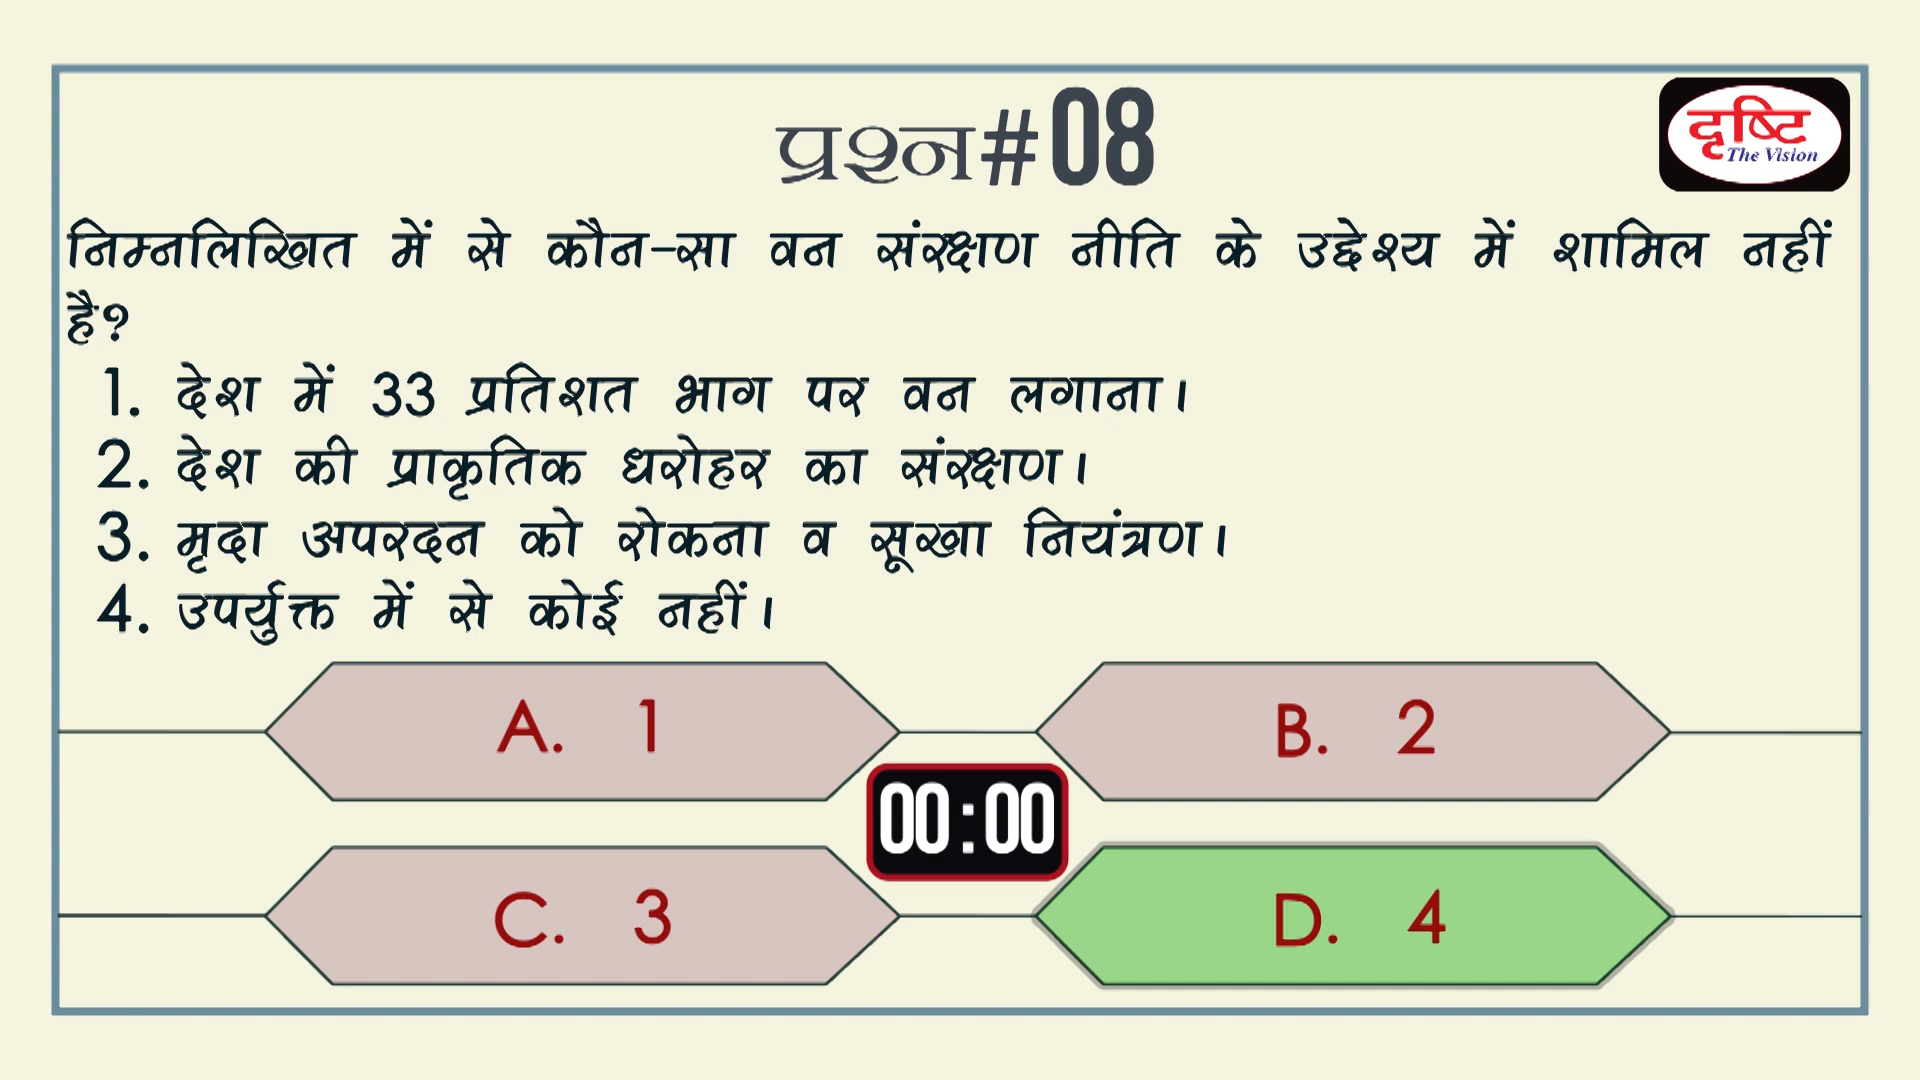 प्रश्न#08
दृष्टि
The Vision
निम्नलिखित में से कौन-सा वन संरक्षण नीति के उद्देश्य में शामिल नहीं
है?
1. देश में 33 प्रतिशत भाग पर वन लगाना।
2. देश की प्राकृतिक धरोहर का संरक्षण।
3. मृदा अपरदन को रोकना व सूखा नियंत्रण।
4. उपर्युक्त में से कोई नहीं।
A. 1
B. 2
00:00
C. 3
D. 4